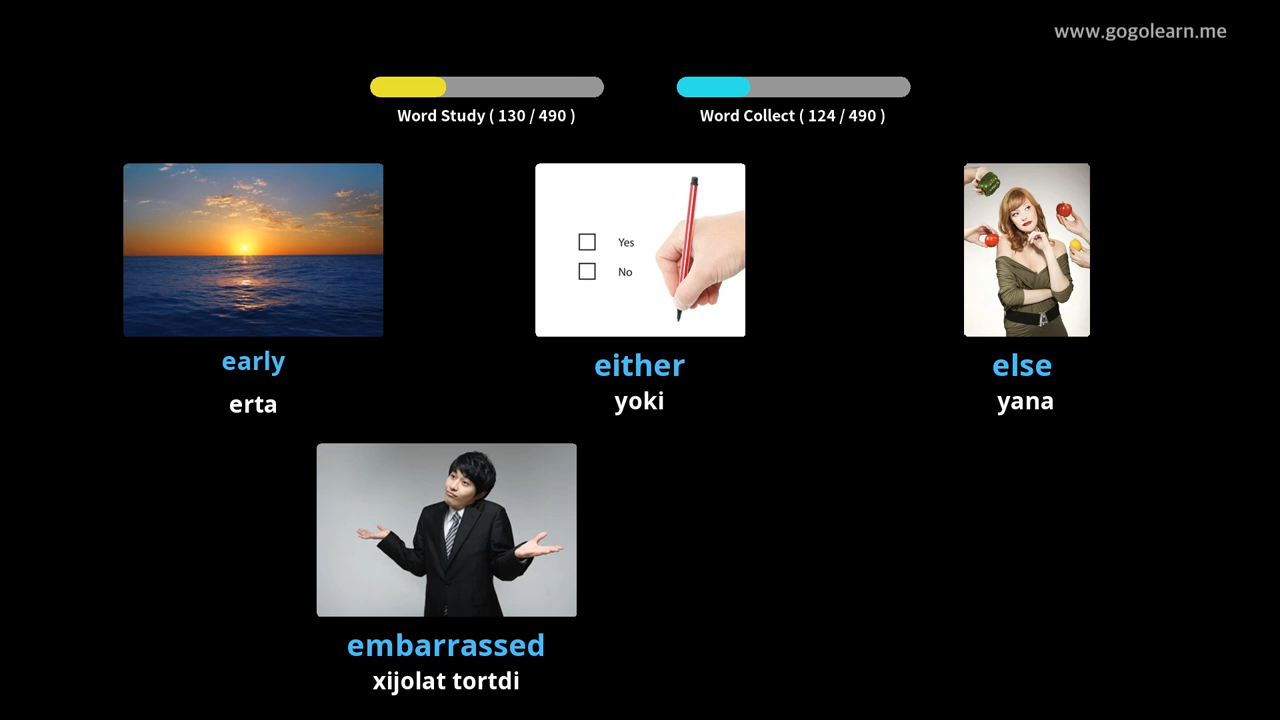 www.gogolearn.me
Word Study ( 130 / 490 )
Word Collect ( 124 / 490 )
Yes
No
early
erta
either
yoki
else
yana
embarrassed
xijolat tortdi